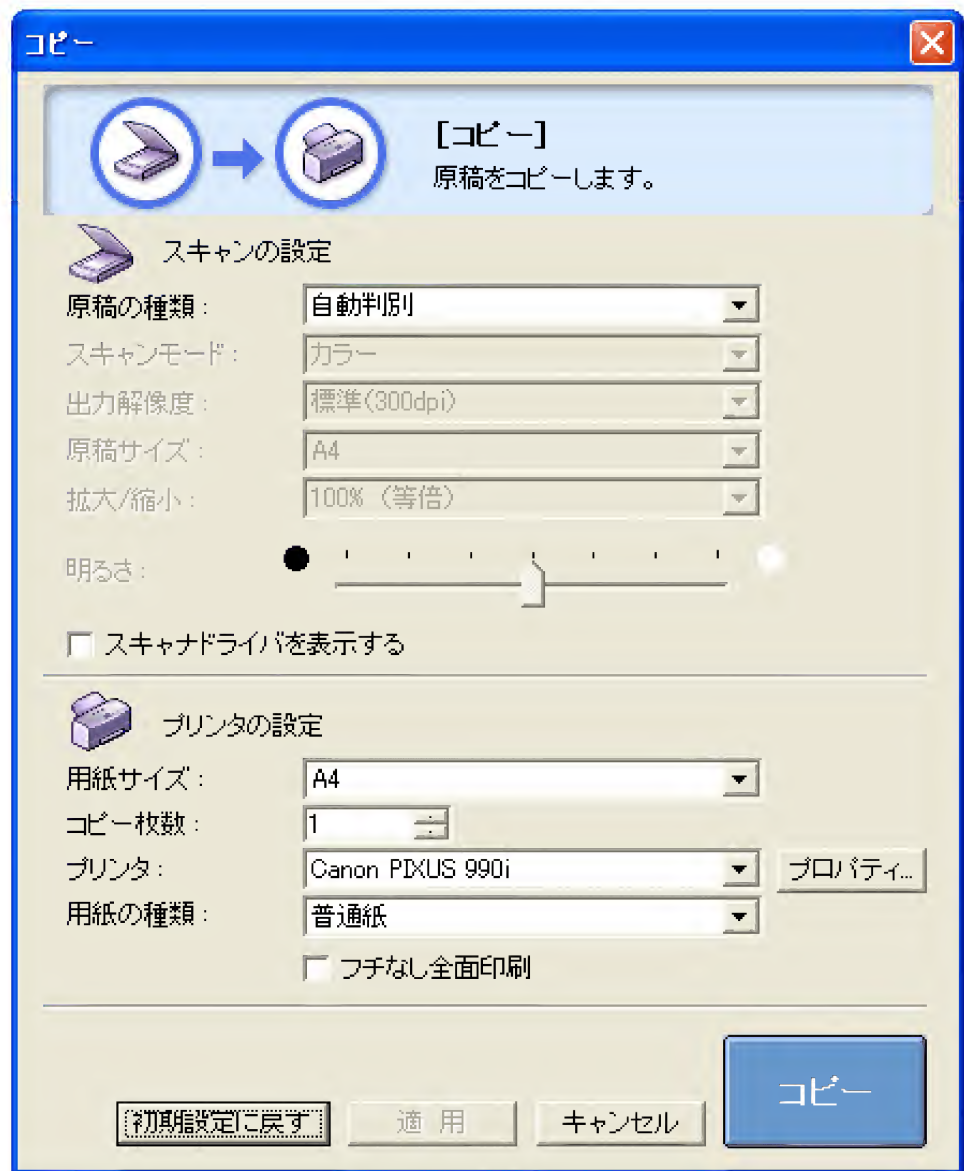 コピー
[コピー]
原稿をコピーします。
スキャンの設定
原稿の種類: 自動判別
スキャンモード: カラー
出力解像度: 標準(300dpi)
原稿サイズ: A4
拡大/縮小: 100% (等倍)
明るさ:
スキャナドライバを表示する
プリンタの設定
用紙サイズ: A4
コピー枚数: 1
プリンタ: Canon PIXUS 990i プロパティ...
用紙の種類: 普通紙
フチなし全面印刷
初期設定に戻す 適用 キャンセル コピー